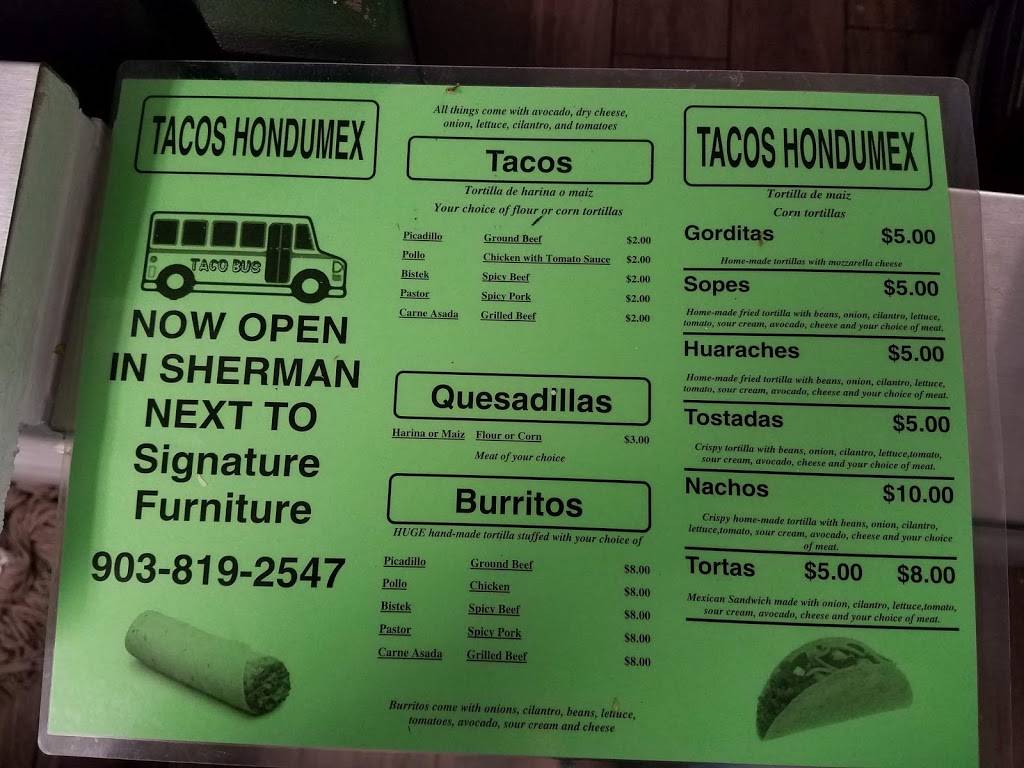 TACOS HONDUMEX
TACO BUS
NOW OPEN
IN SHERMAN
NEXT TO
Signature
Furniture
903-819-2547
All things come with avocado, dry cheese,
onion, lettuce, cilantro, and tomatoes
Tacos
Tortilla de harina o maiz
Your choice of flour or corn tortillas
Picadillo Ground Beef $2.00
Pollo Chicken with Tomato Sauce $2.00
Bistek Spicy Beef $2.00
Pastor Spicy Pork $2.00
Carne Asada Grilled Beef $2.00
Quesadillas
Harina or Maiz Flour or Corn $3.00
Meat of your choice
Burritos
HUGE hand-made tortilla stuffed with your choice of
Picadillo Ground Beef $8.00
Pollo Chicken $8.00
Bistek Spicy Beef $8.00
Pastor Spicy Pork $8.00
Carne Asada Grilled Beef $8.00
Burritos come with onions, cilantro, beans, lettuce,
tomatoes, avocado, sour cream and cheese
TACOS HONDUMEX
Tortilla de maiz
Corn tortillas
Gorditas $5.00
Home-made tortillas with mozzarella cheese
Sopes $5.00
Home-made fried tortilla with beans, onion, cilantro, lettuce,
tomato, sour cream, avocado, cheese and your choice of meat.
Huaraches $5.00
Home-made fried tortilla with beans, onion, cilantro, lettuce,
tomato, sour cream, avocado, cheese and your choice of meat.
Tostadas $5.00
Crispy tortilla with beans, onion, cilantro, lettuce,tomato,
sour cream, avocado, cheese and your choice of meat.
Nachos $10.00
Crispy home-made tortilla with beans, onion, cilantro,
lettuce,tomato, sour cream, avocado, cheese and your choice
of meat.
Tortas $5.00 $8.00
Mexican Sandwich made with onion, cilantro, lettuce,tomato,
sour cream, avocado, cheese and your choice of meat.